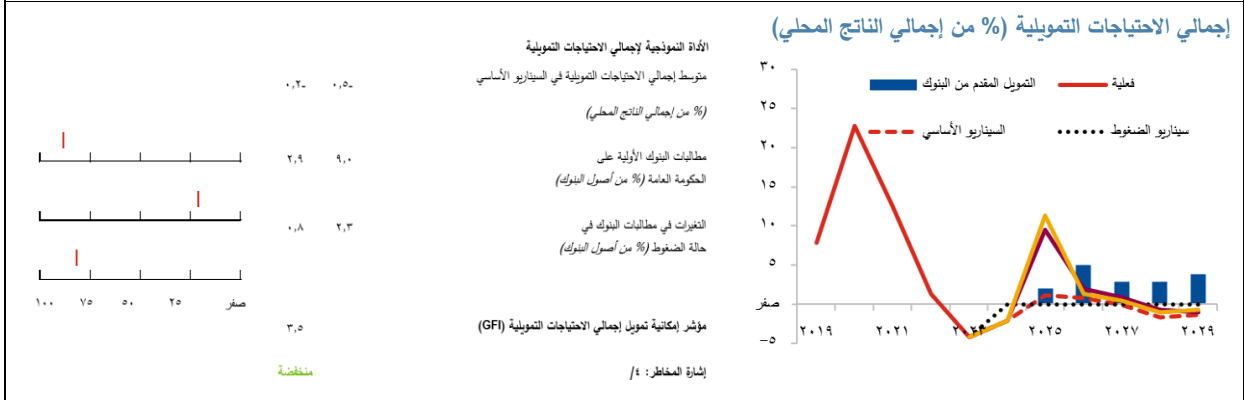 إجمالي الاحتياجات التمويلية (% من إجمالي الناتج المحلي)
فعلية
التمويل المقدم من البنوك
سيناريو الضغوط
السيناريو الأساسي
٣٠
٢٥
٢٠
١٥
١٠
٥
صفر
-٥
٢٠١٩ ٢٠٢١ ٢٠٢٣ ٢٠٢٥ ٢٠٢٧ ٢٠٢٩
الأداة النموذجية لإجمالي الاحتياجات التمويلية
متوسط إجمالي الاحتياجات التمويلية في السيناريو الأساسي -٠,٥ -٠,٢
(% من إجمالي الناتج المحلي)
مطالبات البنوك الأولية على ٩,٠ ٢,٩
الحكومة العامة (% من أصول البنوك)
التغيرات في مطالبات البنوك في ٢,٣ ٠,٨
حالة الضغوط (% من أصول البنوك)
صفر ٢٥ ٥٠ ٧٥ ١٠٠
مؤشر إمكانية تمويل إجمالي الاحتياجات التمويلية (GFI) ٣,٥
إشارة المخاطر: ٤/ منخفضة